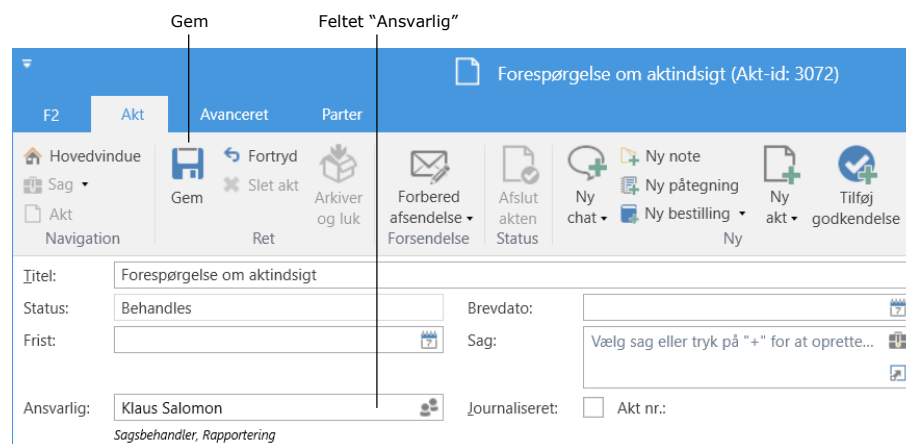 Gem Feltet “Ansvarlig”
Forespørgelse om aktindsigt (Akt-id: 3072)
F2 Akt Avanceret Parter
Hovedvindue
Sag
Akt
Navigation
Gem
Fortryd
Slet akt
Arkiver
og luk
Ret
Forbered
afsendelse
Forsendelse
Afslut
akten
Status
Ny
chat
Ny note
Ny påtegning
Ny bestilling
Ny
akt
Tilføj
godkendelse
Ny
Titel: Forespørgelse om aktindsigt
Status: Behandles Brevdato:
Frist: Sag: Vælg sag eller tryk på "+" for at oprette...
Ansvarlig: Klaus Salomon Journaliseret: Akt nr.:
Sagsbehandler, Rapportering